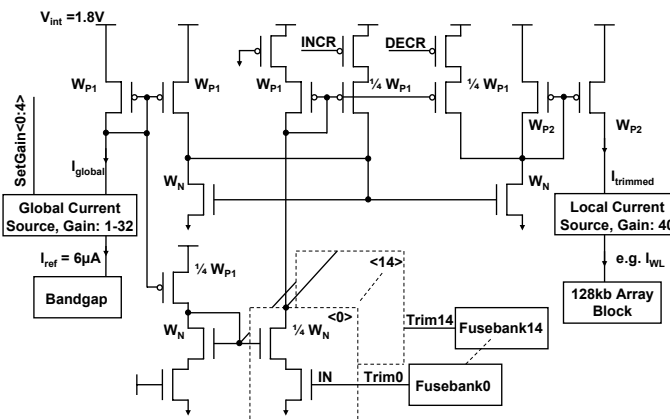 V_int =1.8V
INCR
DECR
W_P1
W_P1
W_P1
¼ W_P1
¼ W_P1
W_P2
W_P2
SetGain<0:4>
I_global
W_N
W_N
I_trimmed
Global Current
Source, Gain: 1-32
Local Current
Source, Gain: 40
I_ref = 6µA
¼ W_P1
<14>
e.g. I_WL
Bandgap
128kb Array
Block
<0>
W_N
¼ W_N
Trim14
Fusebank14
IN
Trim0
Fusebank0